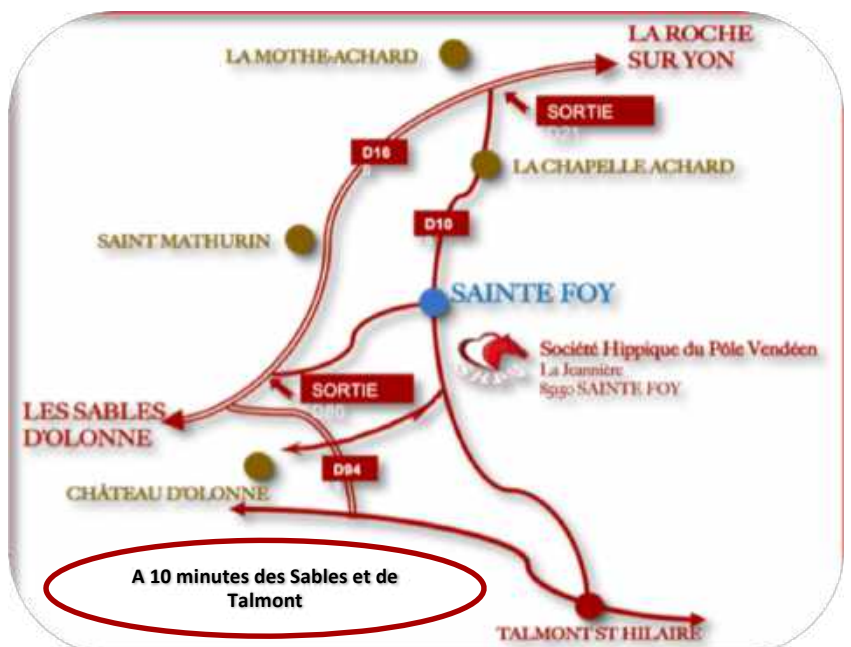 LA ROCHE
SUR YON
LA MOTHE-ACHARD
SORTIE
D21
D16
LA CHAPELLE ACHARD
D10
SAINT MATHURIN
SAINTE FOY
Société Hippique du Pôle Vendéen
La Jeannière
85150 SAINTE FOY
SORTIE
LES SABLES
D'OLONNE
D94
CHÂTEAU D'OLONNE
A 10 minutes des Sables et de
Talmont
TALMONT ST HILAIRE